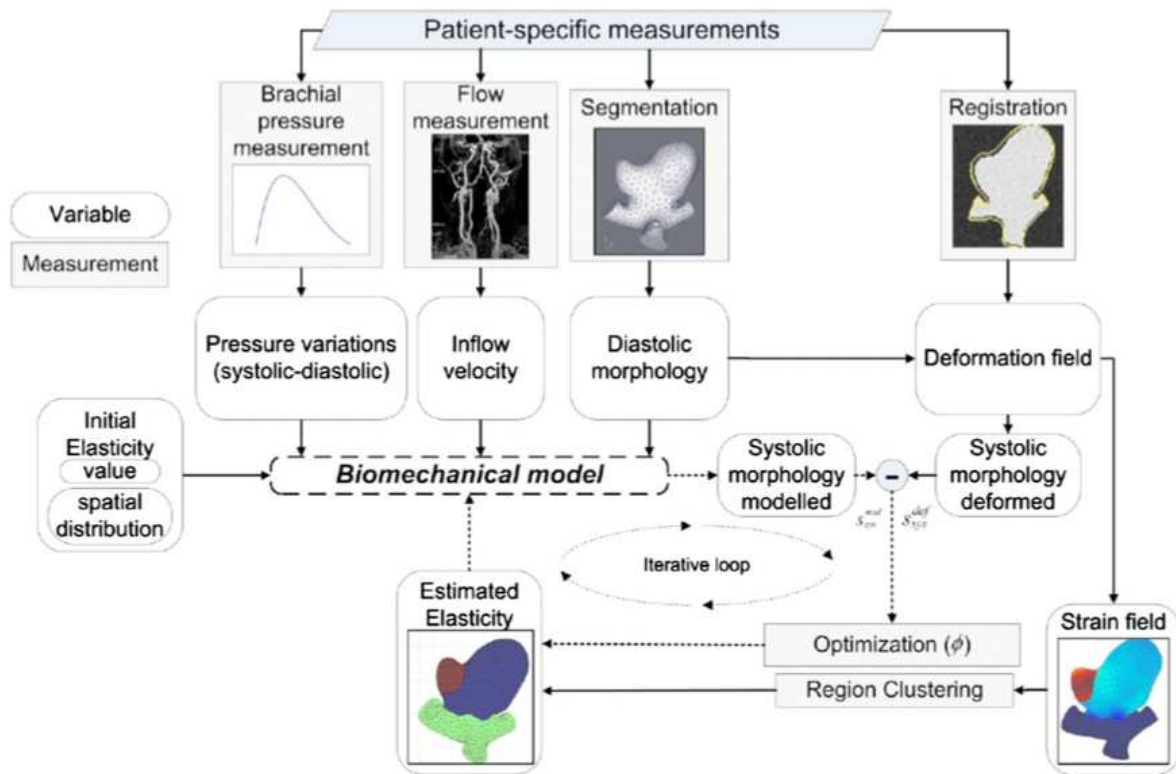 Patient-specific measurements
Brachial
pressure
measurement
Flow
measurement
Segmentation
Registration
Variable
Measurement
Pressure variations
(systolic-diastolic)
Inflow
velocity
Diastolic
morphology
Deformation field
Initial
Elasticity
value
spatial
distribution
Biomechanical model
Systolic
morphology
modelled
-
Systolic
morphology
deformed
Iterative loop
Estimated
Elasticity
Optimization (ϕ)
Region Clustering
Strain field